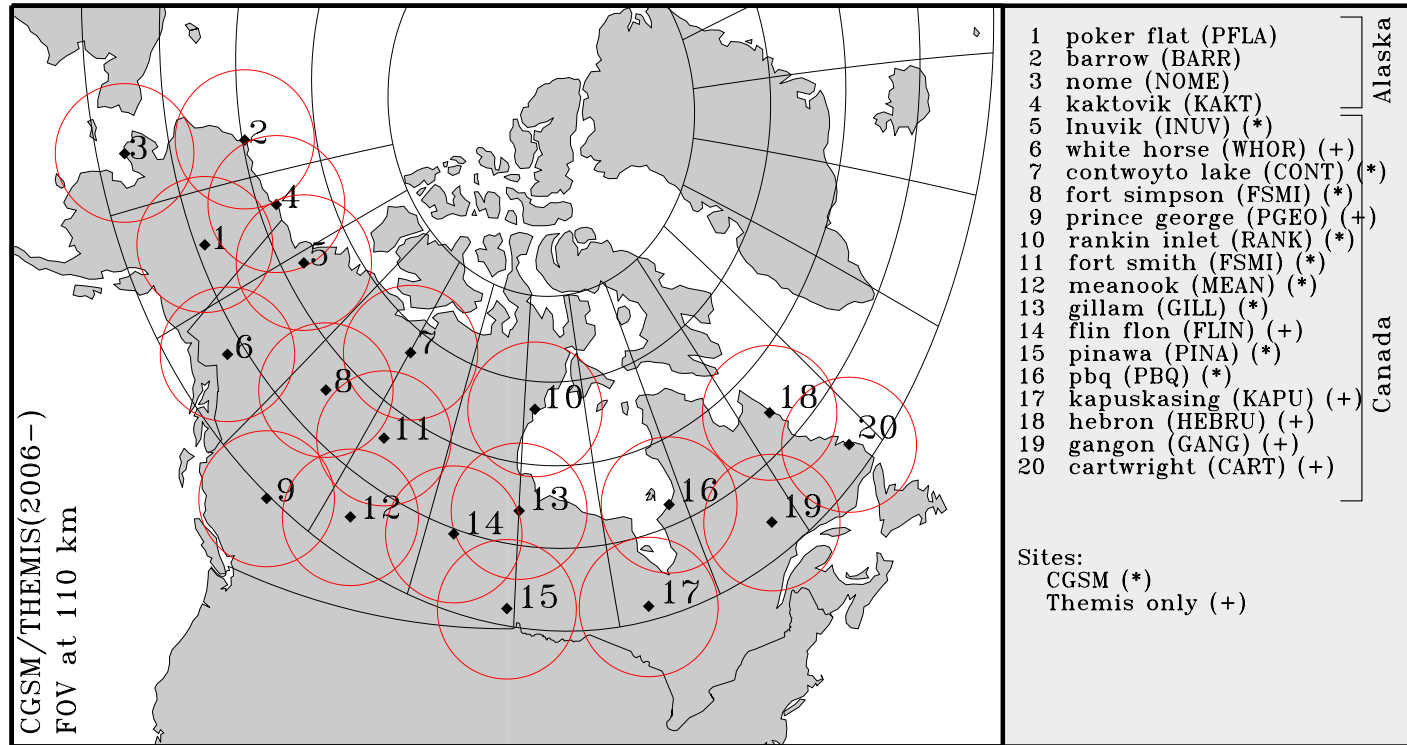 CGSM/THEMIS(2006-)
FOV at 110 km
1
2
3
4
5
6
7
8
9
10
11
12
13
14
15
16
17
18
19
20
1 poker flat (PFLA)
2 barrow (BARR)
3 nome (NOME)
4 kaktovik (KAKT)
5 Inuvik (INUV) (*)
6 white horse (WHOR) (+)
7 contwoyto lake (CONT) (*)
8 fort simpson (FSMI) (*)
9 prince george (PGEO) (+)
10 rankin inlet (RANK) (*)
11 fort smith (FSMI) (*)
12 meanook (MEAN) (*)
13 gillam (GILL) (*)
14 flin flon (FLIN) (+)
15 pinawa (PINA) (*)
16 pbq (PBQ) (*)
17 kapuskasing (KAPU) (+)
18 hebron (HEBRU) (+)
19 gangon (GANG) (+)
20 cartwright (CART) (+)
Alaska
Canada
Sites:
CGSM (*)
Themis only (+)